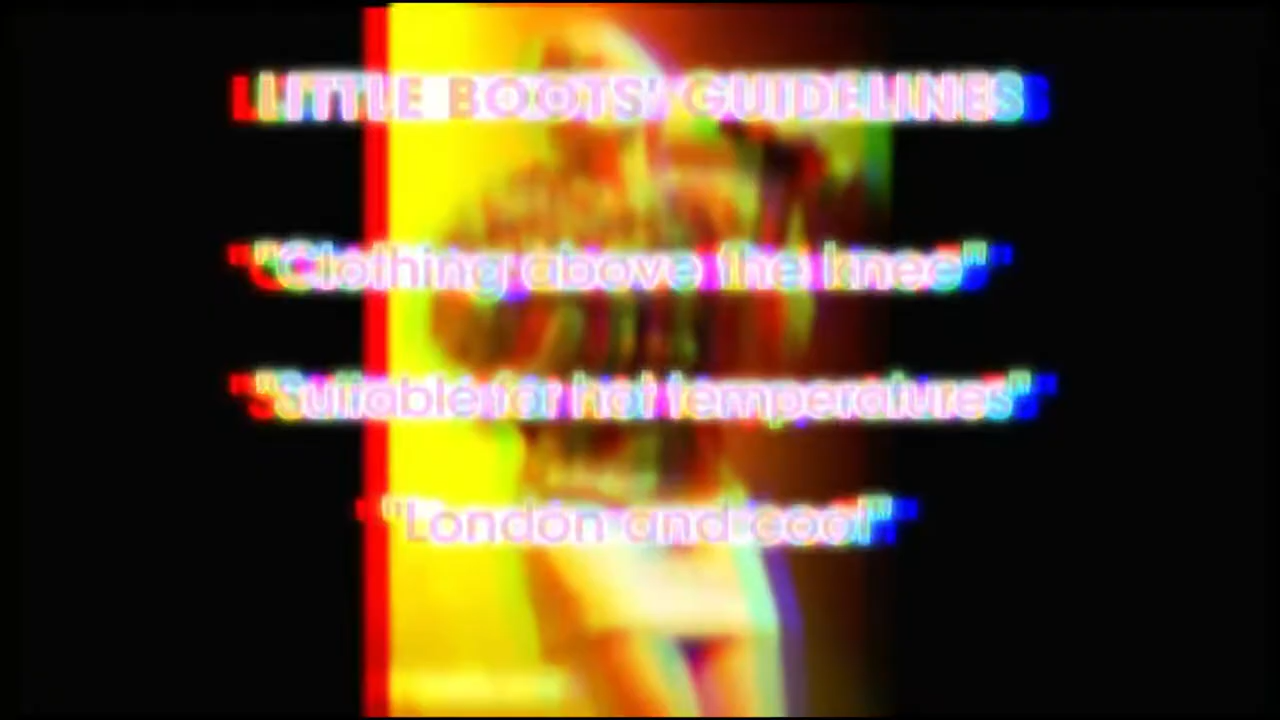 LITTLE BOOTS' GUIDELINES
"Clothing above the knee"
"Suitable for hot temperatures"
"London and cool"